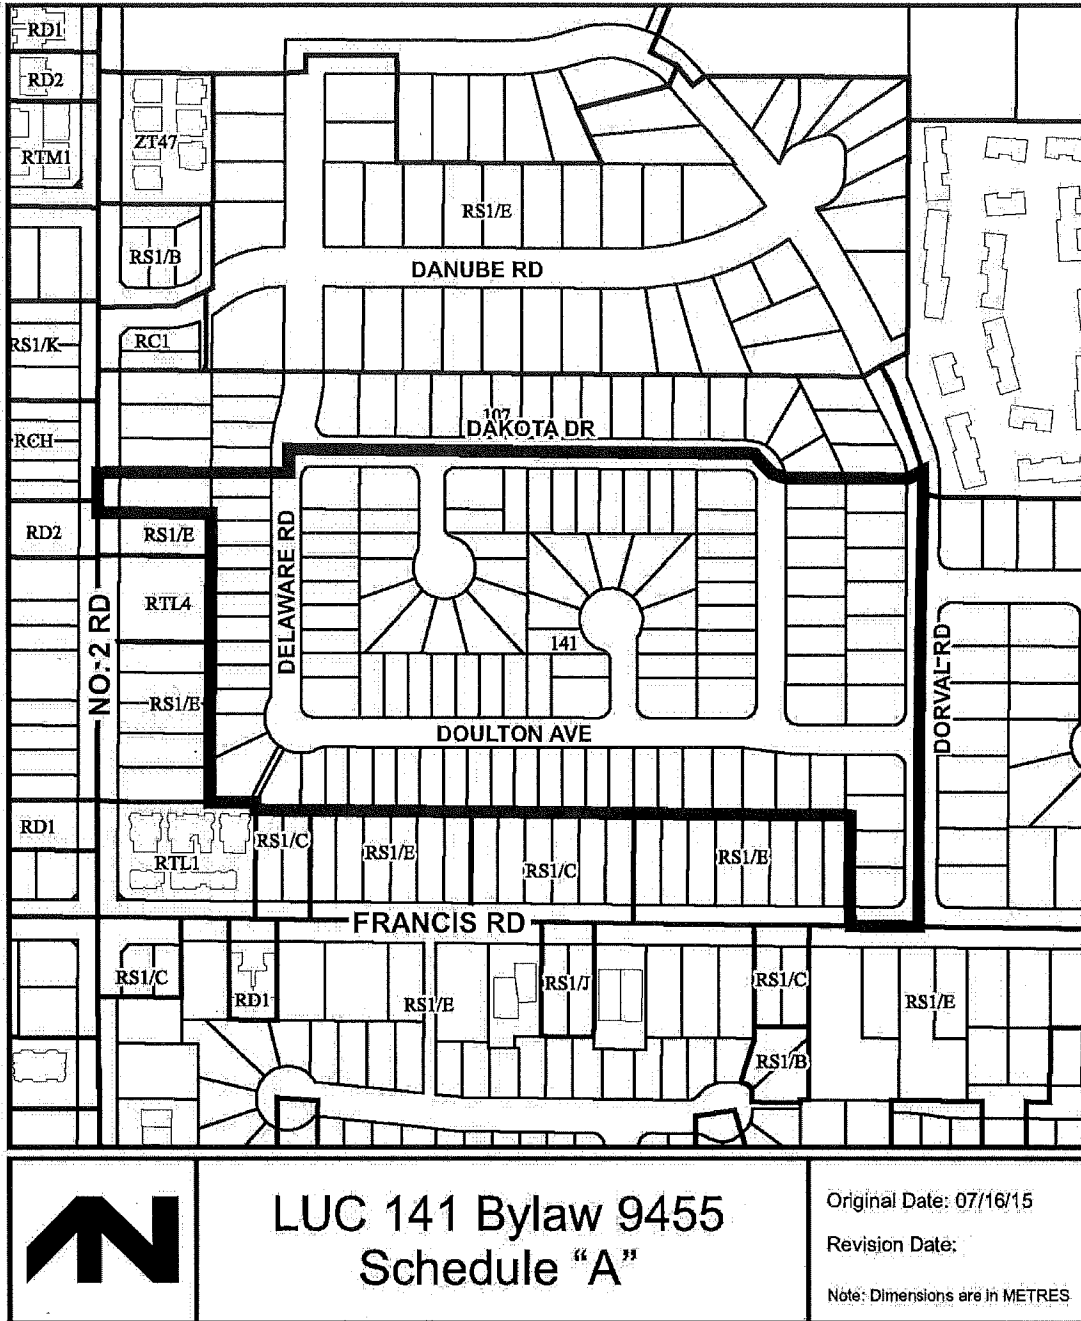 RD1
RD2
RTM1
ZT47
RS1/E
RS1/B
DANUBE RD
RS1/K
RC1
107
DAKOTA DR
RCH
RD2
RS1/E
DELAWARE RD
RTL4
NO. 2 RD
141
RS1/E
DOULTON AVE
DORVAL RD
RD1
RTL1
RS1/C
RS1/E
RS1/C
RS1/E
FRANCIS RD
RS1/C
RD1
RS1/E
RS1/J
RS1/C
RS1/E
RS1/B
LUC 141 Bylaw 9455
Schedule “A”
Original Date: 07/16/15
Revision Date:
Note: Dimensions are in METRES